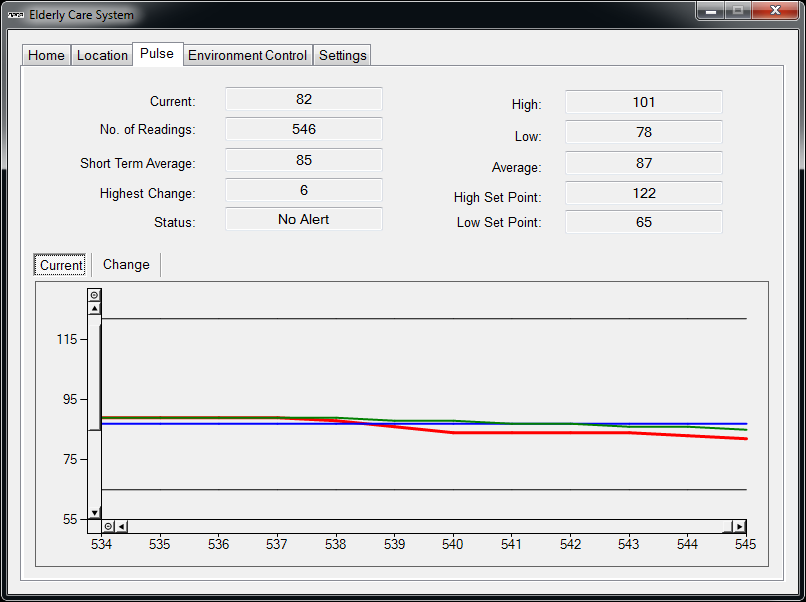 Elderly Care System
Home Location Pulse Environment Control Settings
Current: 82
No. of Readings: 546
Short Term Average: 85
Highest Change: 6
Status: No Alert
High: 101
Low: 78
Average: 87
High Set Point: 122
Low Set Point: 65
Current Change
115
95
75
55
534 535 536 537 538 539 540 541 542 543 544 545